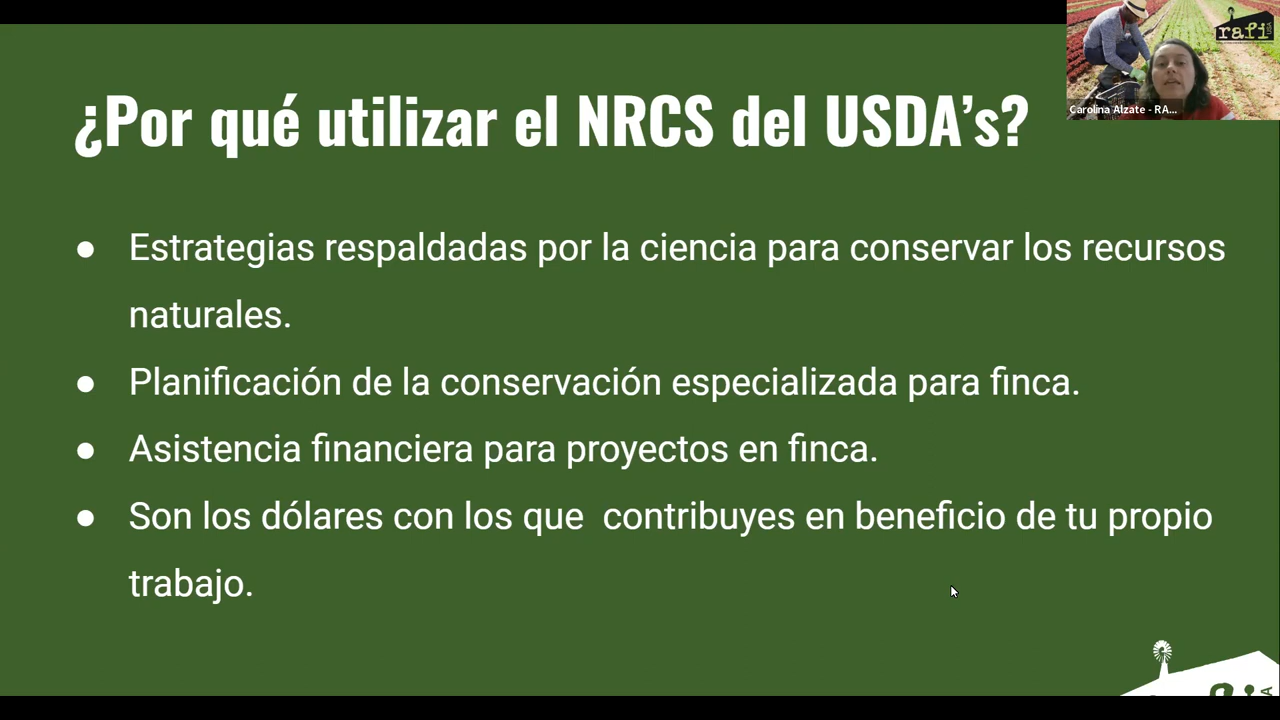 ¿Por qué utilizar el NRCS del USDA’s?
rafi
USA
Carolina Alzate - RA...
● Estrategias respaldadas por la ciencia para conservar los recursos
naturales.
● Planificación de la conservación especializada para finca.
● Asistencia financiera para proyectos en finca.
● Son los dólares con los que  contribuyes en beneficio de tu propio
trabajo.